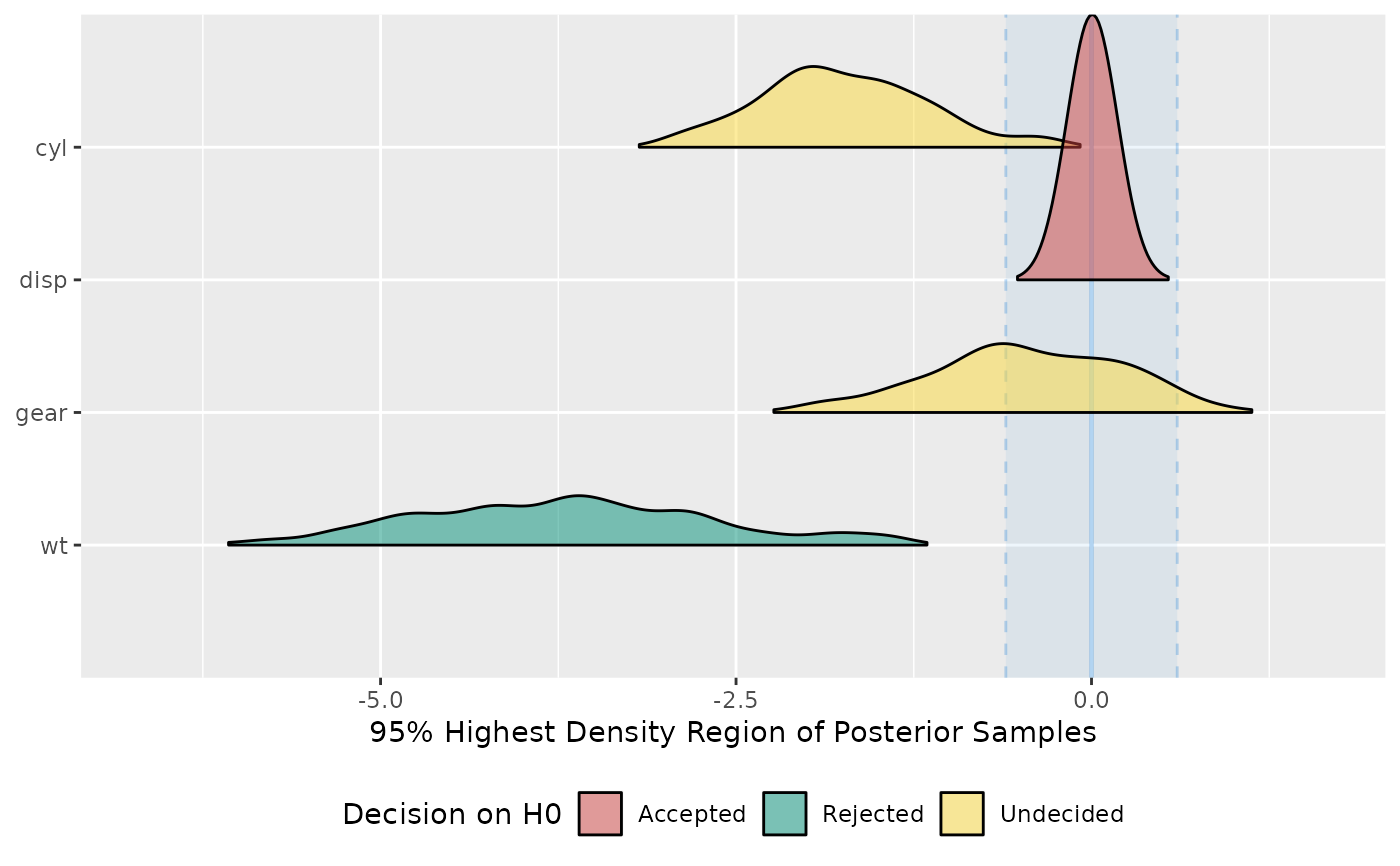 cyl
disp
gear
wt
-5.0 -2.5 0.0
95% Highest Density Region of Posterior Samples
Decision on H0 Accepted Rejected Undecided